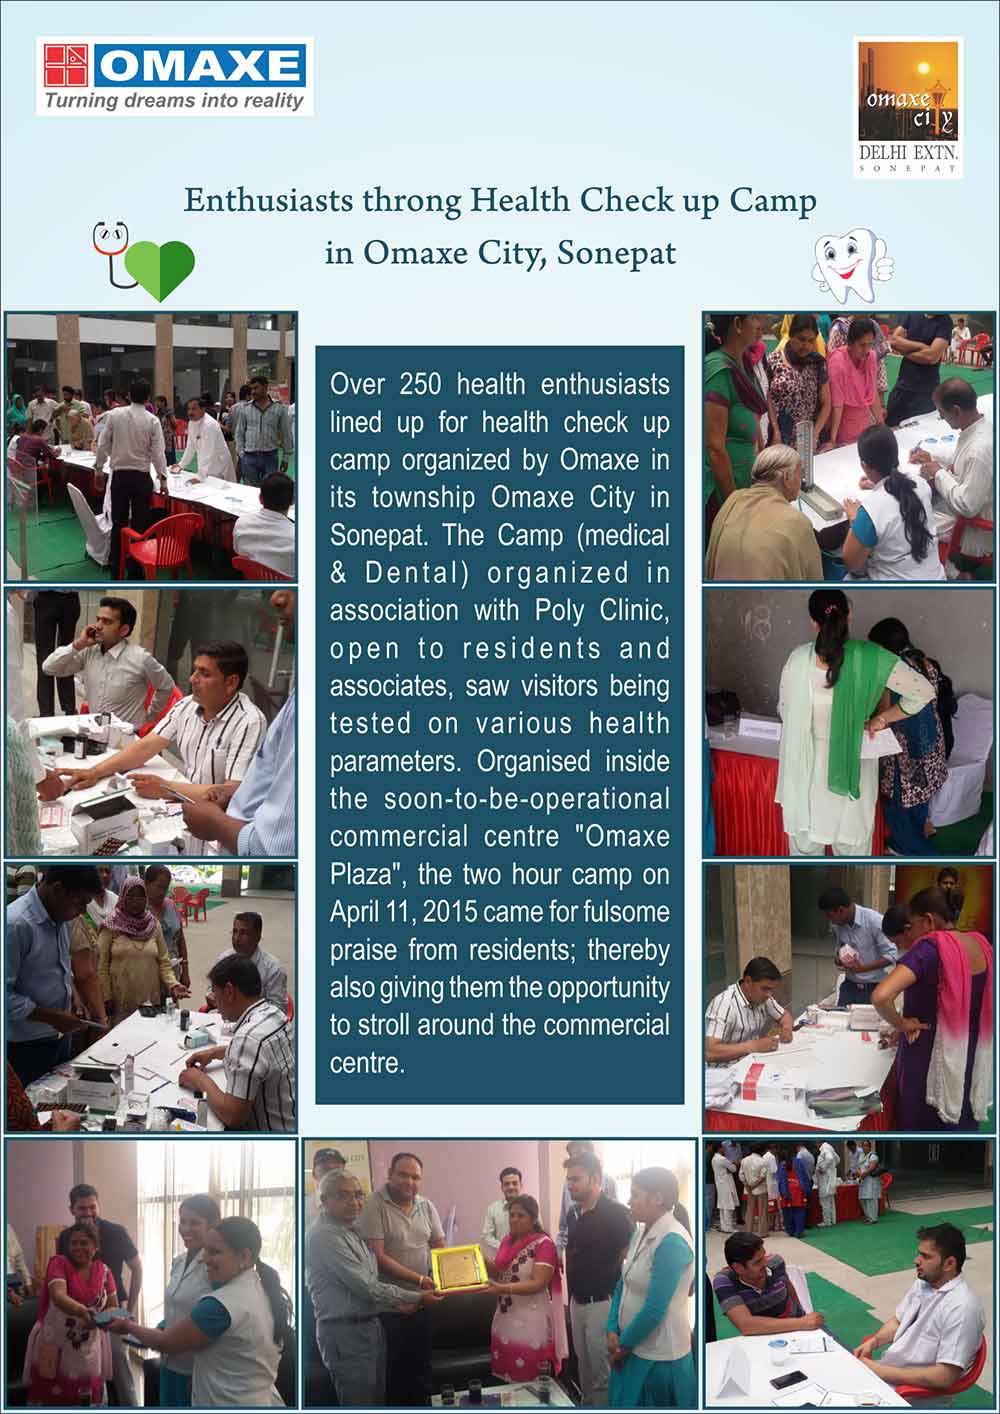 OMAXE
Turning dreams into reality
omaxe
city
DELHI EXTN.
SONEPAT
Enthusiasts throng Health Check up Camp
in Omaxe City, Sonepat
Over 250 health enthusiasts
lined up for health check up
camp organized by Omaxe in
its township Omaxe City in
Sonepat. The Camp (medical
& Dental) organized in
association with Poly Clinic,
open to residents and
associates, saw visitors being
tested on various health
parameters. Organised inside
the soon-to-be-operational
commercial centre "Omaxe
Plaza", the two hour camp on
April 11, 2015 came for fulsome
praise from residents; thereby
also giving them the opportunity
to stroll around the commercial
centre.